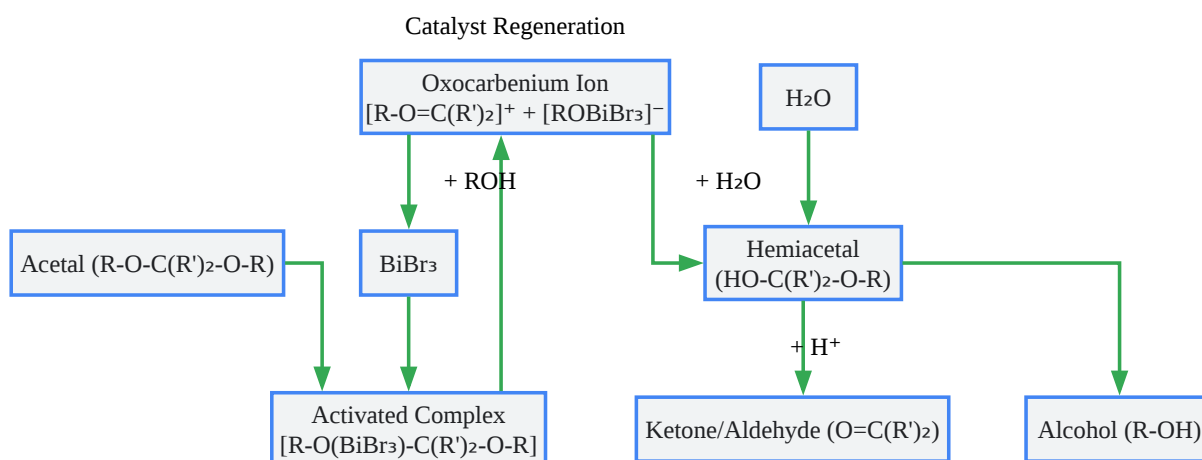 Catalyst Regeneration
Oxocarbenium Ion
[R-O=C(R')₂]⁺ + [ROBiBr₃]⁻
H₂O
+ ROH
+ H₂O
Acetal (R-O-C(R')₂-O-R)
BiBr₃
Hemiacetal
(HO-C(R')₂-O-R)
+ H⁺
Activated Complex
[R-O(BiBr₃)-C(R')₂-O-R]
Ketone/Aldehyde (O=C(R')₂)
Alcohol (R-OH)